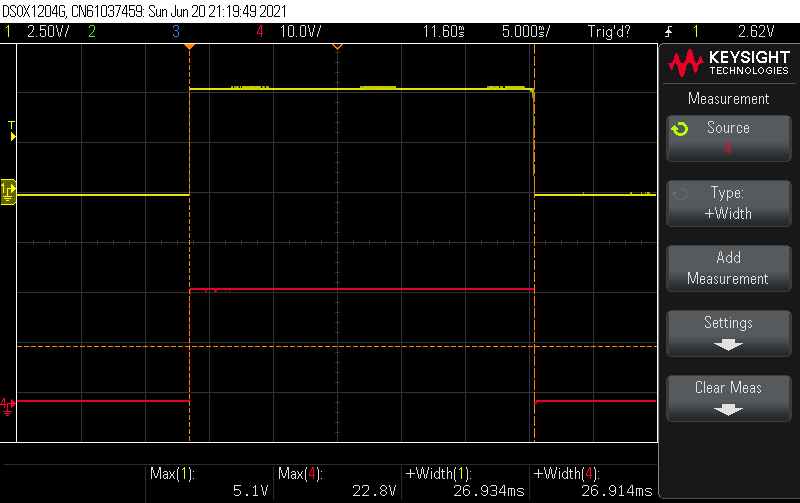 DSOX1204G, CN61037459: Sun Jun 20 21:19:49 2021
1 2.50V/ 2 3 4 10.0V/ 11.60s 5.000s/ Trig'd? 1 2.62V
KEYSIGHT
TECHNOLOGIES
Measurement
Source
4
Type:
+Width
Add
Measurement
Settings
Clear Meas
T
1
4
Max(1):
5.1V
Max(4):
22.8V
+Width(1):
26.934ms
+Width(4):
26.914ms